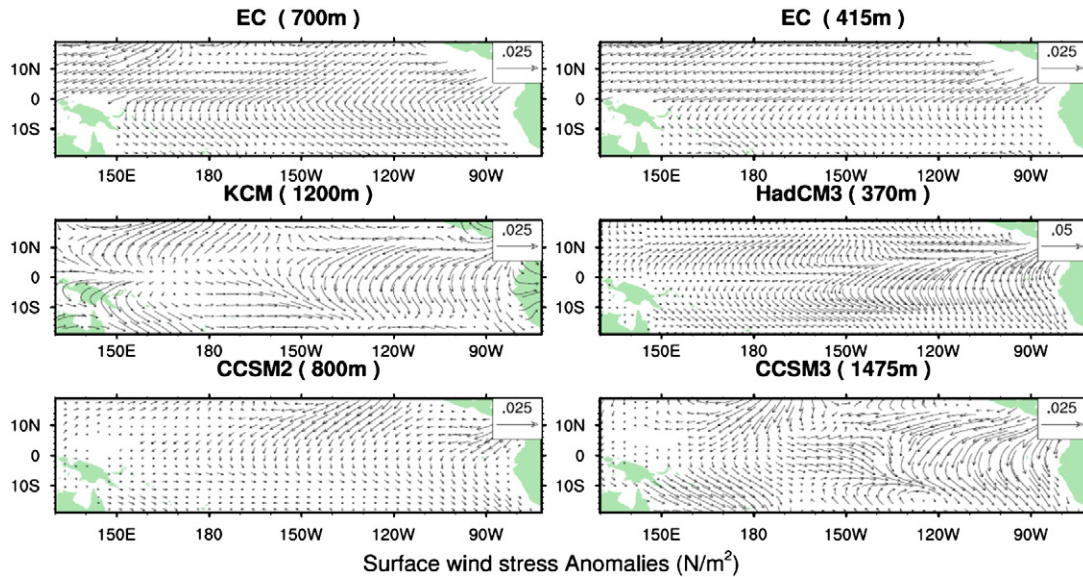 EC ( 700m )
EC ( 415m )
.025
.025
10N
0
10S
10N
0
10S
150E 180 150W 120W 90W
150E 180 150W 120W 90W
KCM ( 1200m )
HadCM3 ( 370m )
.025
.05
10N
0
10S
10N
0
10S
150E 180 150W 120W 90W
150E 180 150W 120W 90W
CCSM2 ( 800m )
CCSM3 ( 1475m )
.025
.025
10N
0
10S
10N
0
10S
150E 180 150W 120W 90W
150E 180 150W 120W 90W
Surface wind stress Anomalies (N/m²)